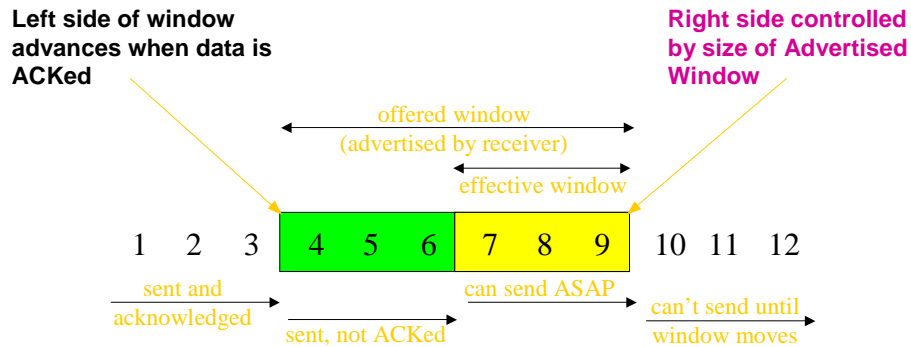 Left side of window
advances when data is
ACKed
Right side controlled
by size of Advertised
Window
offered window
(advertised by receiver)
effective window
1 2 3 4 5 6 7 8 9 10 11 12
sent and
acknowledged
sent, not ACKed
can send ASAP
can't send until
window moves